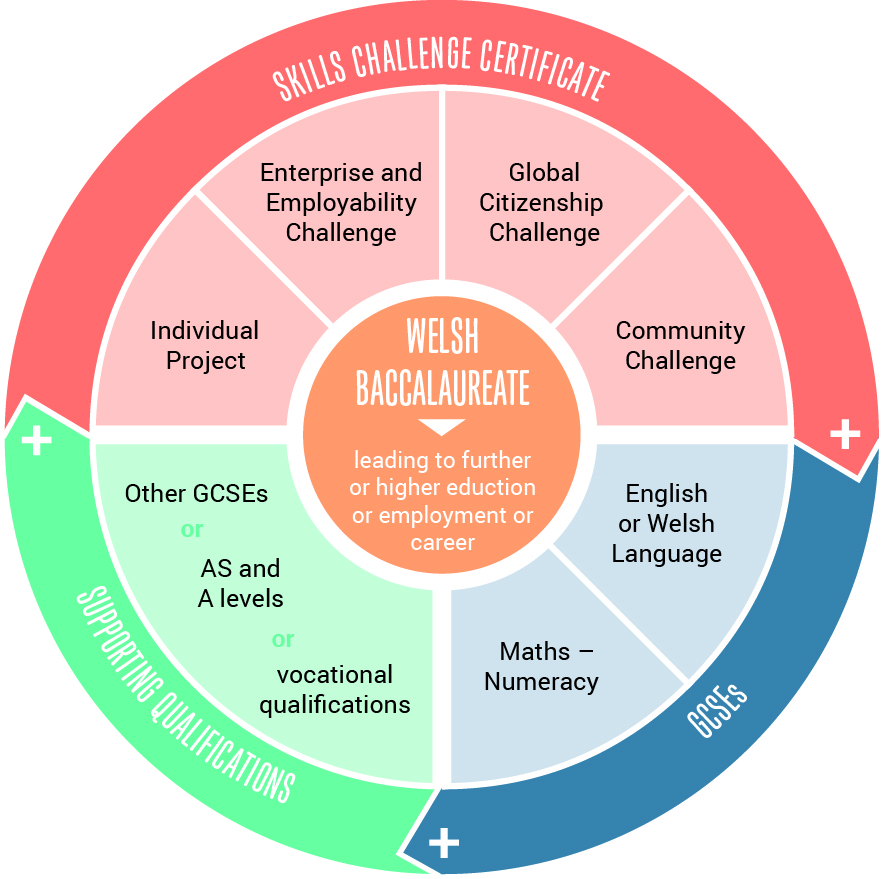 SKILLS CHALLENGE CERTIFICATE
Enterprise and
Employability
Challenge
Global
Citizenship
Challenge
Individual
Project
Community
Challenge
WELSH
BACCALAUREATE
leading to further
or higher eduction
or employment or
career
+
+
Other GCSEs
or
AS and
A levels
or
vocational
qualifications
English
or Welsh
Language
Maths –
Numeracy
SUPPORTING QUALIFICATIONS
GCSEs
+